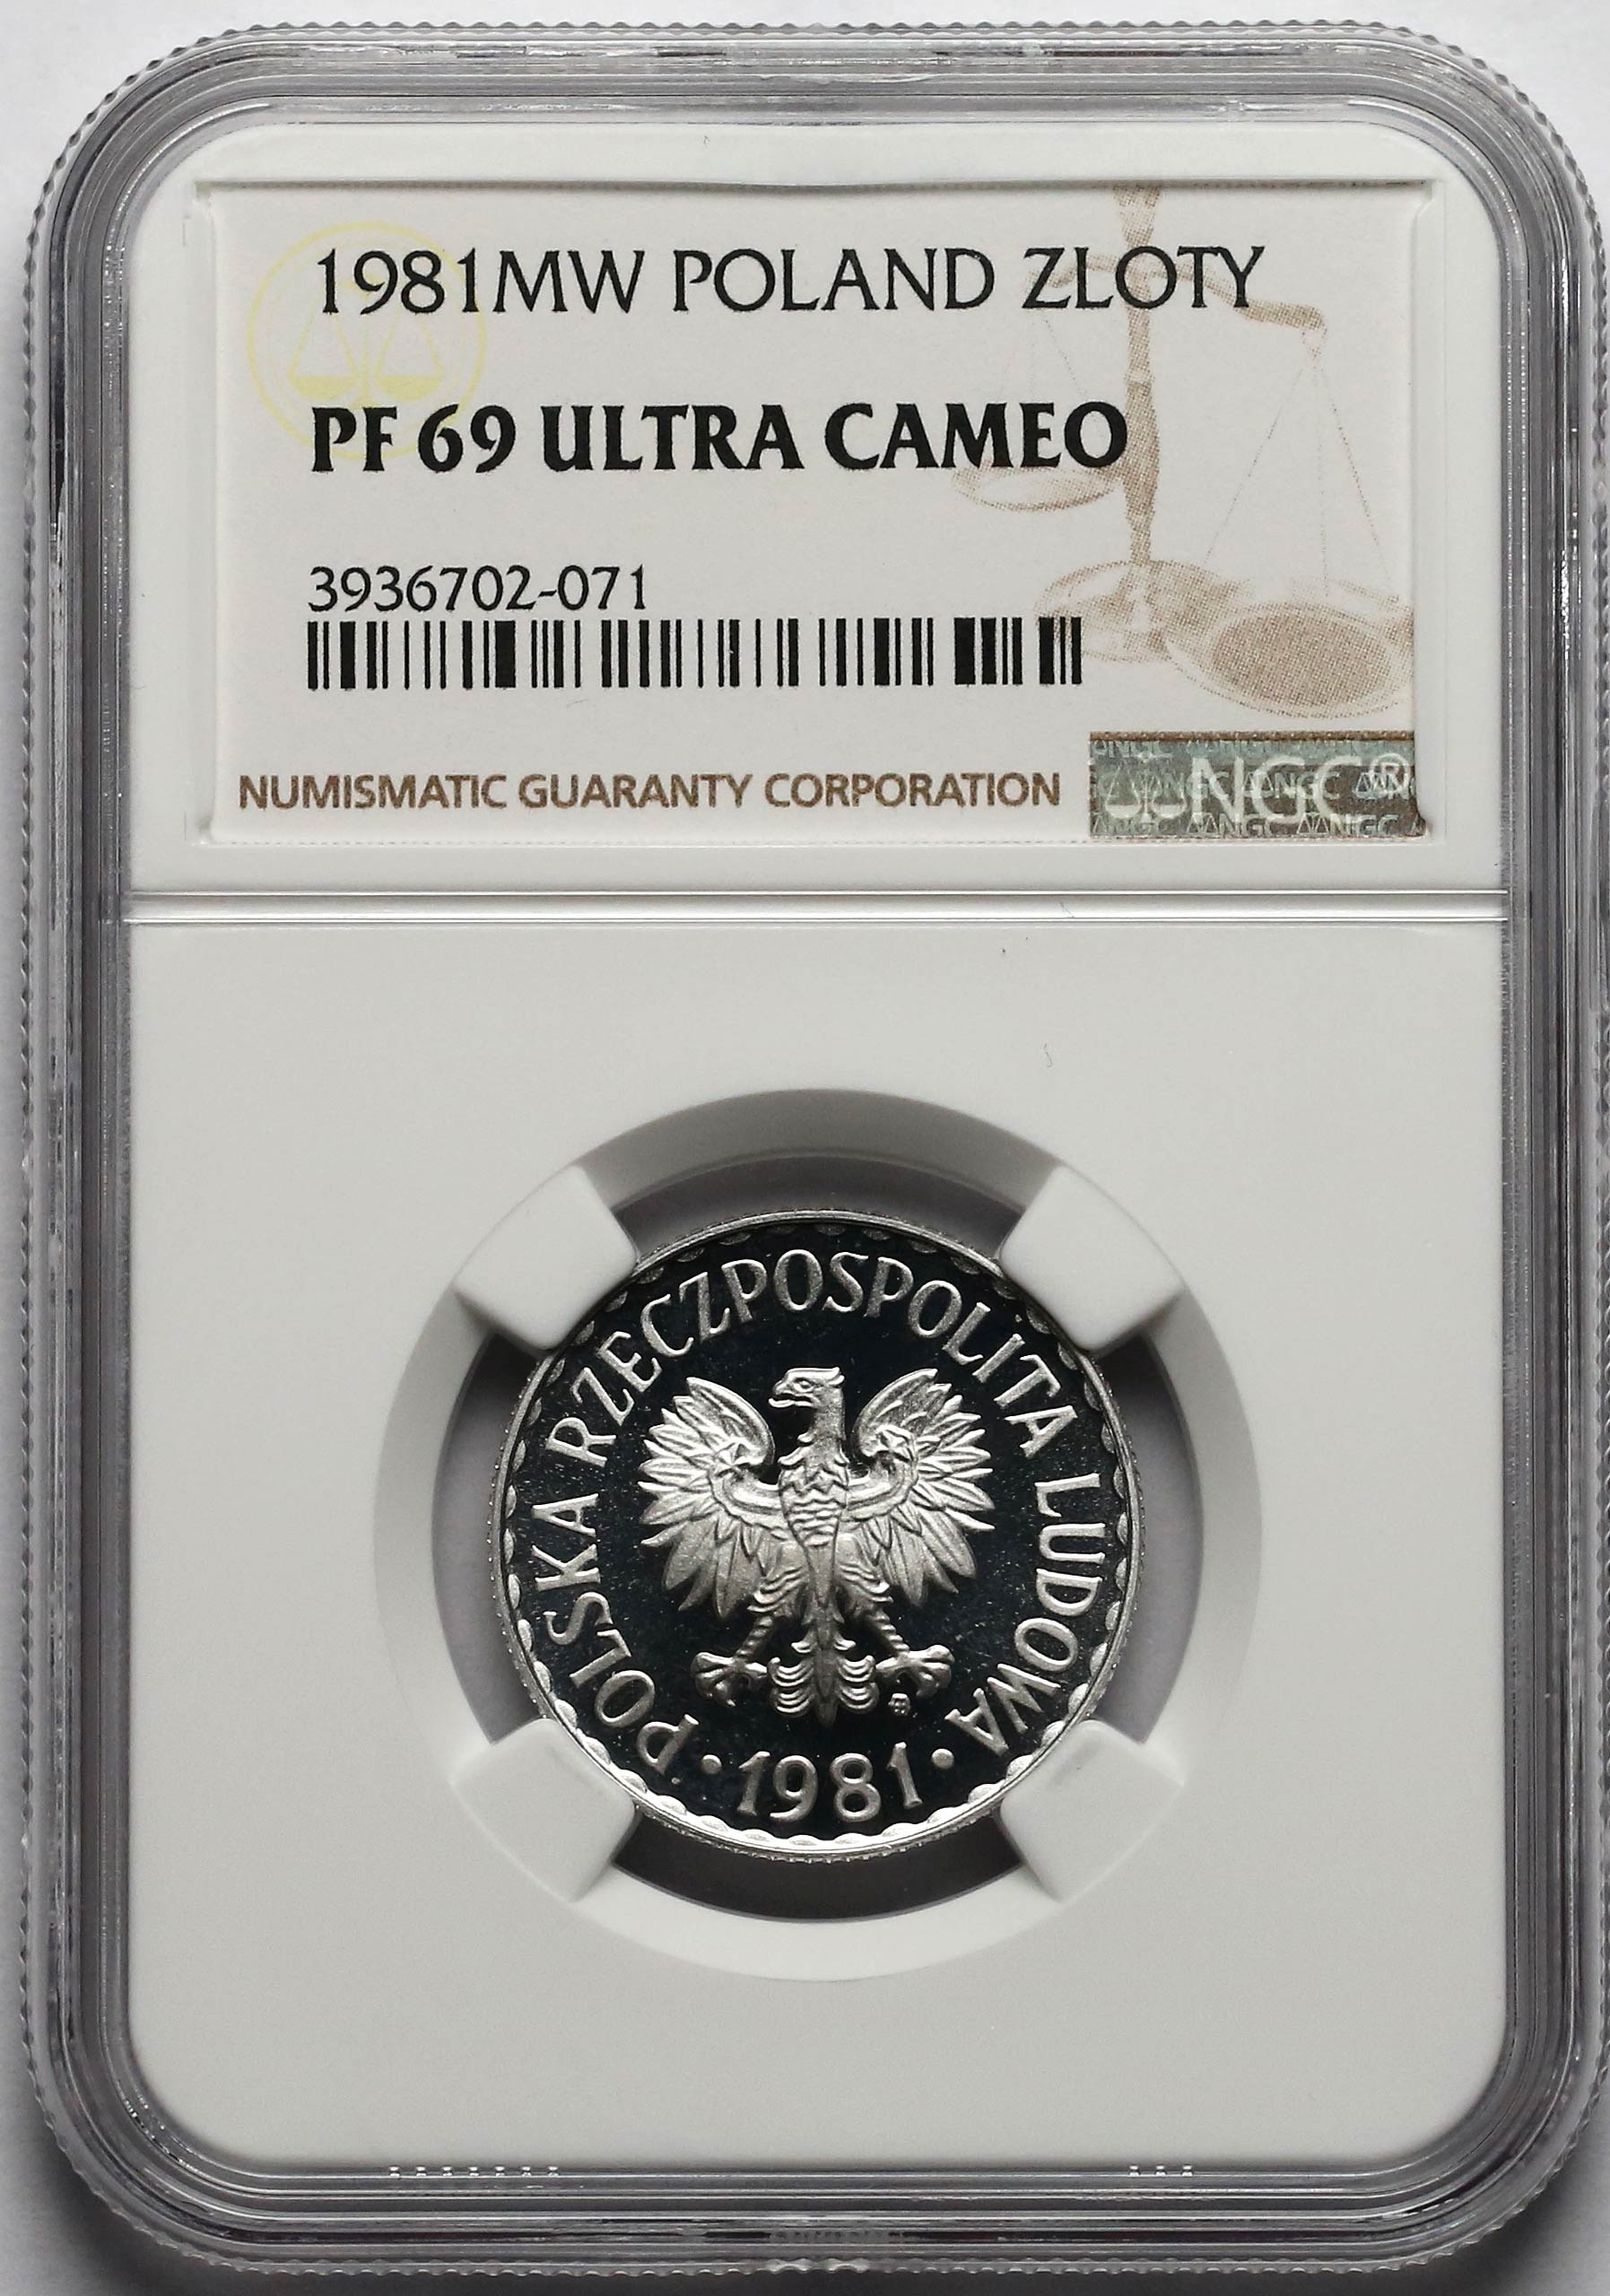 1981MW POLAND ZLOTY
PF 69 ULTRA CAMEO
3936702-071
NUMISMATIC GUARANTY CORPORATION
NGC®
POLSKA RZECZPOSPOLITA LUDOWA
· 1981 ·